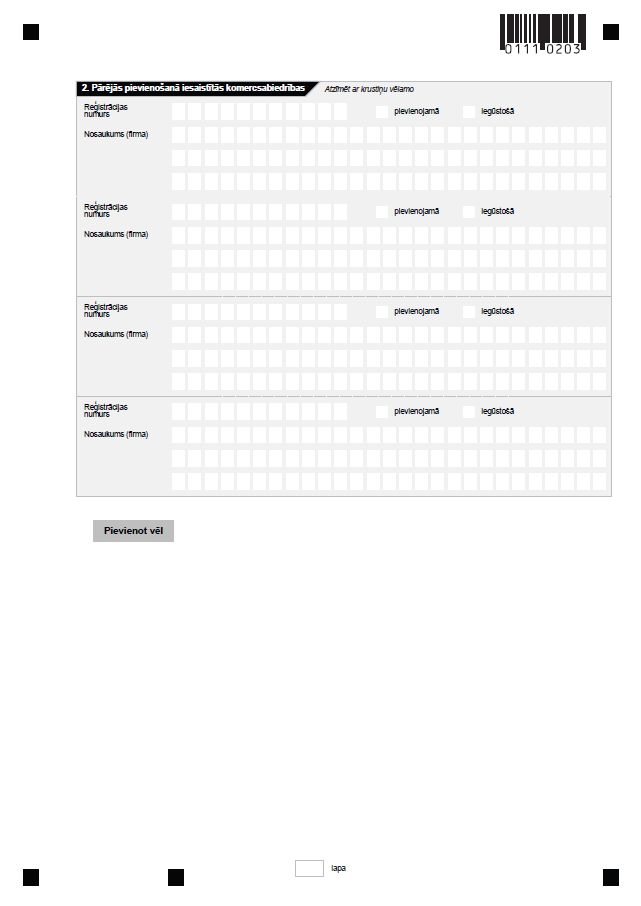 0111 0203
2. Pārējās pievienošanā iesaistītās komercsabiedrības Atzīmēt ar krustiņu vēlamo
Reģistrācijas
numurs
pievienojamā iegūstošā
Nosaukums (firma)
Reģistrācijas
numurs
pievienojamā iegūstošā
Nosaukums (firma)
Reģistrācijas
numurs
pievienojamā iegūstošā
Nosaukums (firma)
Reģistrācijas
numurs
pievienojamā iegūstošā
Nosaukums (firma)
Pievienot vēl
lapa